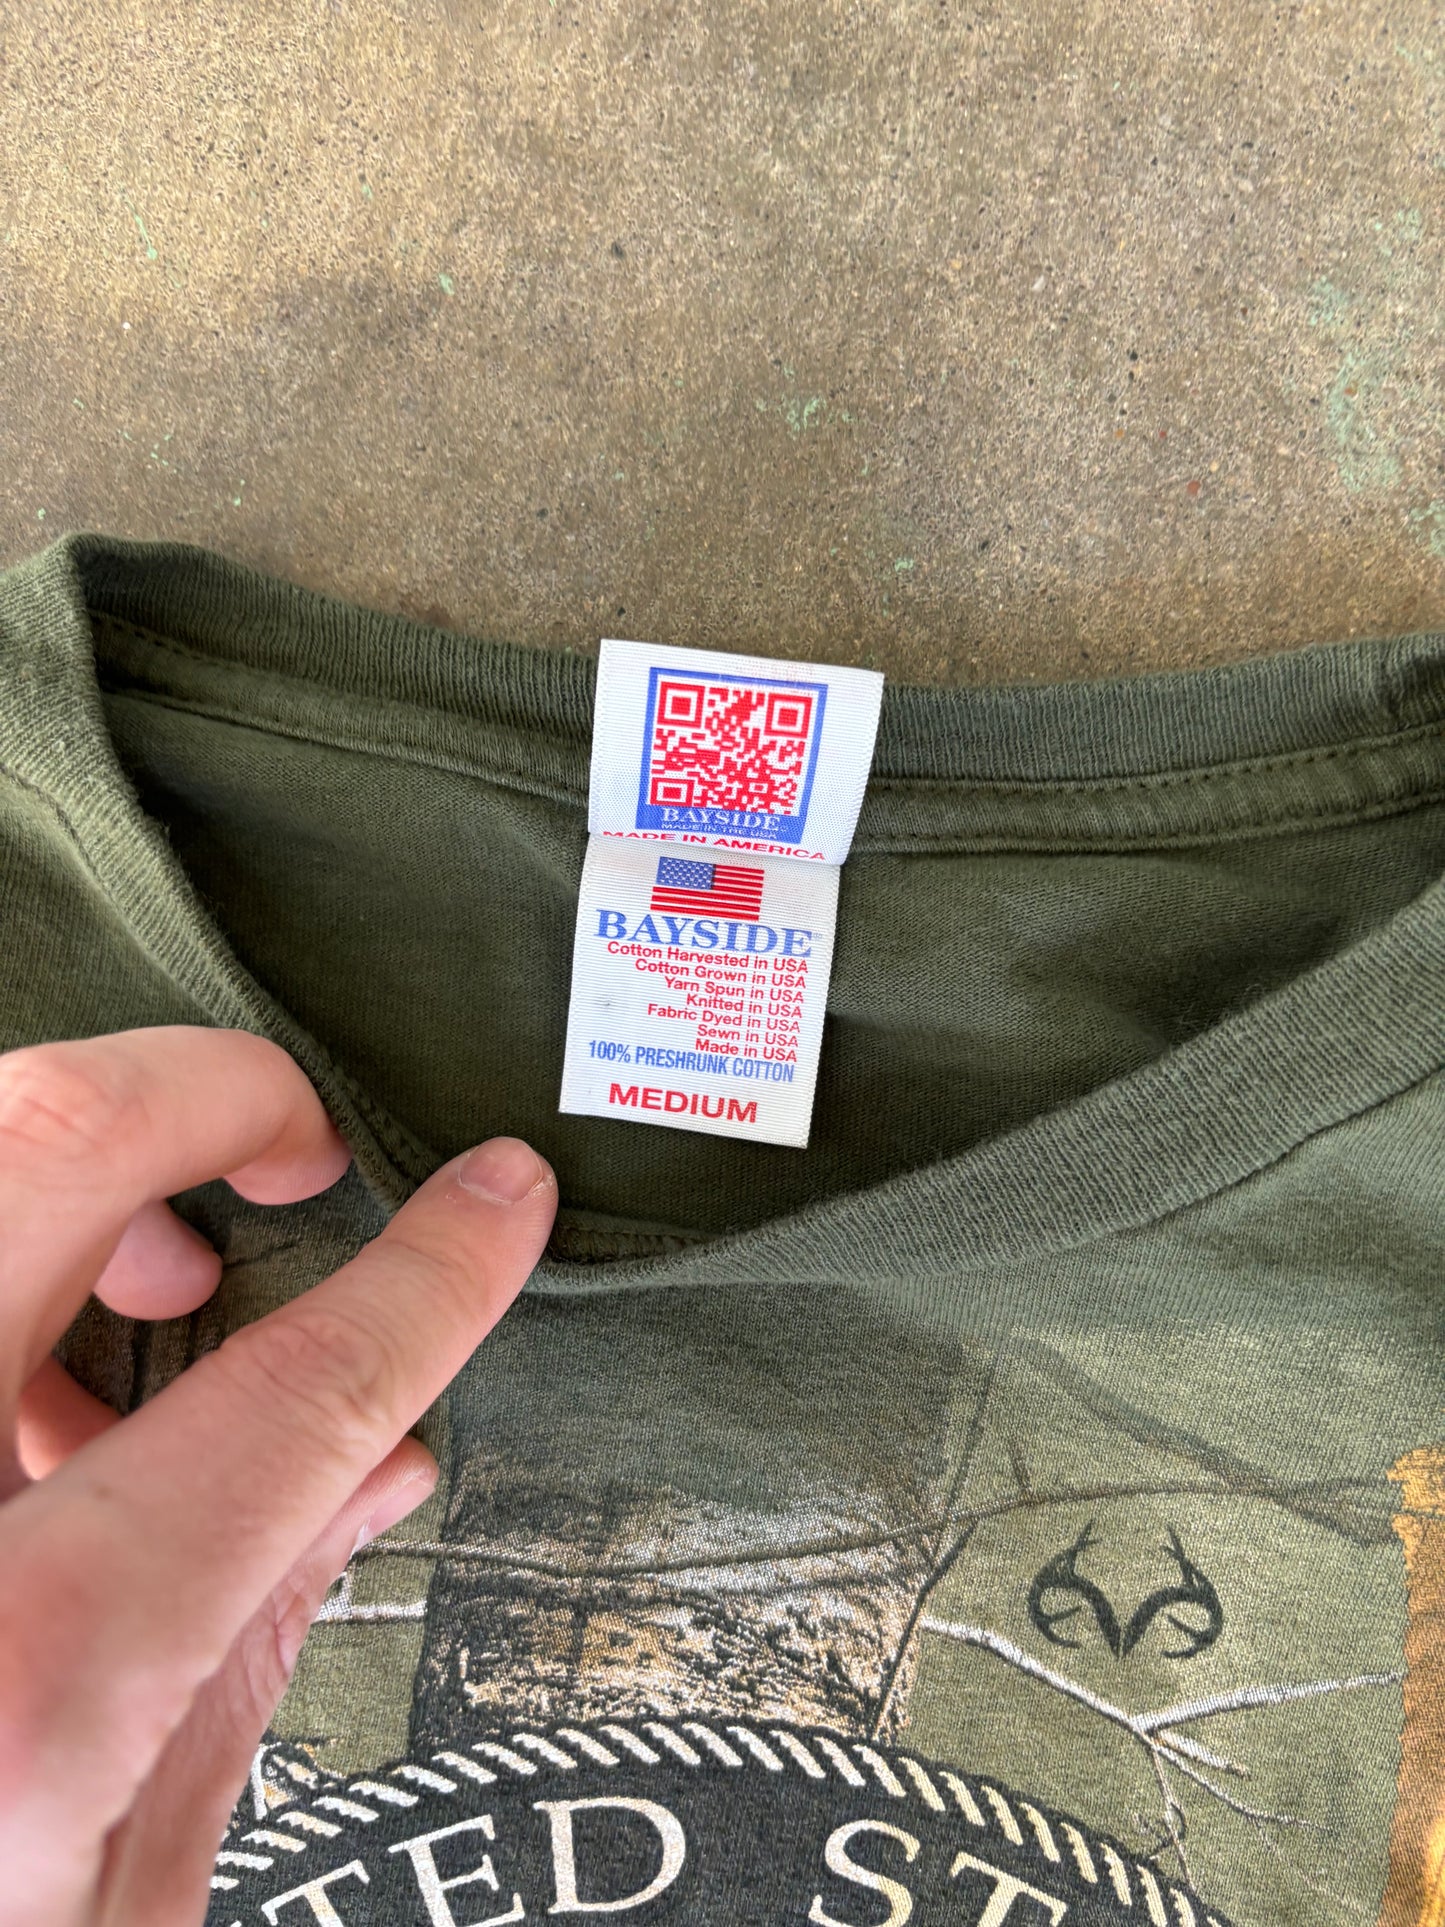 BAYSIDE
MADE IN THE USA
MADE IN AMERICA
BAYSIDE
Cotton Harvested in USA
Cotton Grown in USA
Yarn Spun in USA
Knitted in USA
Fabric Dyed in USA
Sewn in USA
Made in USA
100% PRESHRUNK COTTON
MEDIUM
TED ST